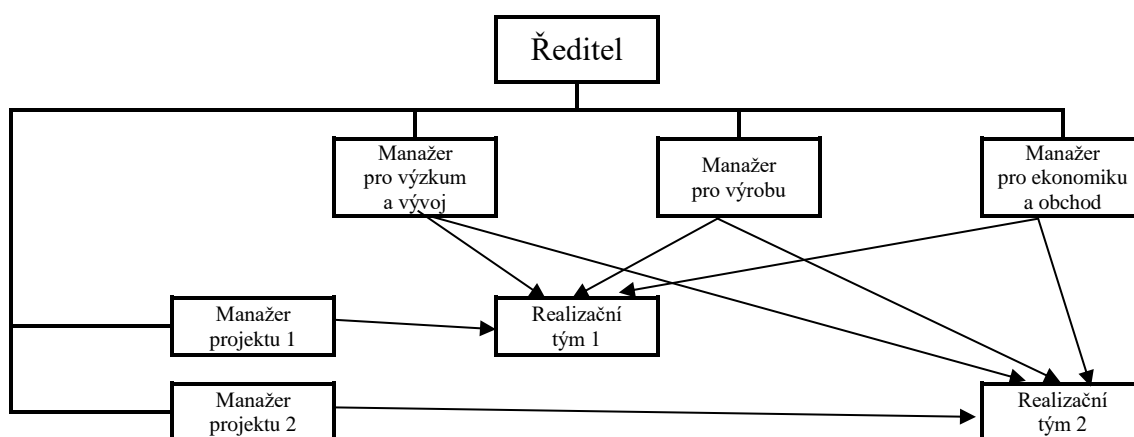 Ředitel
Manažer
pro výzkum
a vývoj
Manažer
pro výrobu
Manažer
pro ekonomiku
a obchod
Manažer
projektu 1
Realizační
tým 1
Manažer
projektu 2
Realizační
tým 2